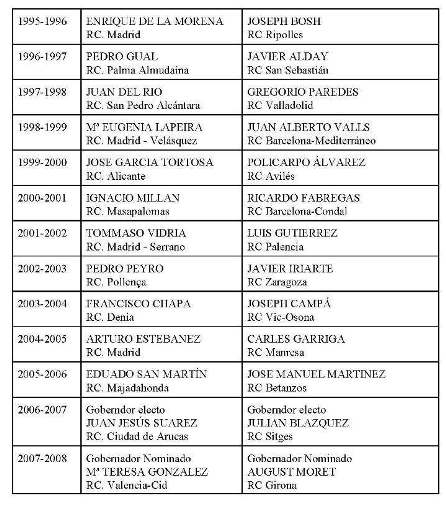 1995-1996 ENRIQUE DE LA MORENA JOSEPH BOSH
RC. Madrid RC Ripolles
1996-1997 PEDRO GUAL JAVIER ALDAY
RC. Palma Almudaina RC San Sebastián
1997-1998 JUAN DEL RIO GREGORIO PAREDES
RC. San Pedro Alcántara RC Valladolid
1998-1999 Mª EUGENIA LAPEIRA JUAN ALBERTO VALLS
RC. Madrid - Velásquez RC Barcelona-Mediterráneo
1999-2000 JOSE GARCIA TORTOSA POLICARPO ÁLVAREZ
RC. Alicante RC Avilés
2000-2001 IGNACIO MILLAN RICARDO FABREGAS
RC. Masapalomas RC Barcelona-Condal
2001-2002 TOMMASO VIDRIA LUIS GUTIERREZ
RC. Madrid - Serrano RC Palencia
2002-2003 PEDRO PEYRO JAVIER IRIARTE
RC. Pollença RC Zaragoza
2003-2004 FRANCISCO CHAPA JOSEPH CAMPÁ
RC. Denia RC Vic-Osona
2004-2005 ARTURO ESTEBANEZ CARLES GARRIGA
RC. Madrid RC Manresa
2005-2006 EDUADO SAN MARTÍN JOSE MANUEL MARTINEZ
RC. Majadahonda RC Betanzos
2006-2007 Goberndor electo Goberndor electo
JUAN JESÚS SUAREZ JULIAN BLAZQUEZ
RC. Ciudad de Arucas RC Sitges
2007-2008 Gobernador Nominado Gobernador Nominado
Mª TERESA GONZALEZ AUGUST MORET
RC. Valencia-Cid RC Girona